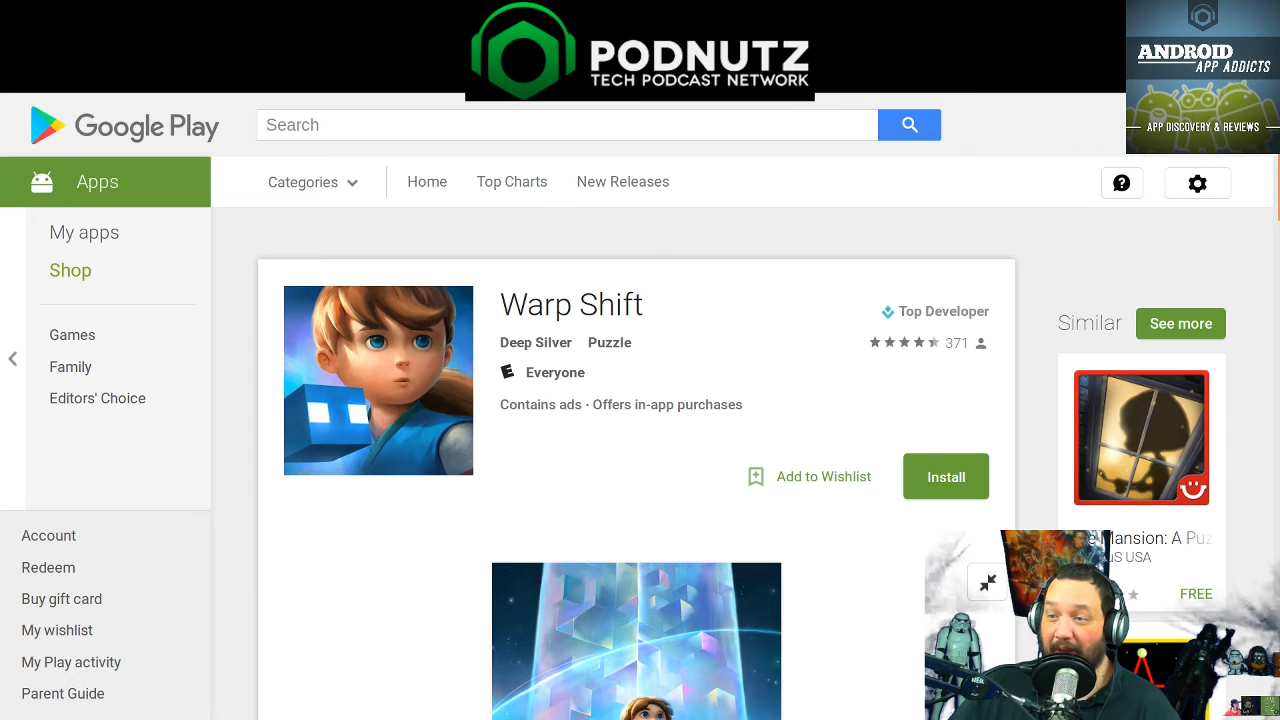 PODNUTZ
TECH PODCAST NETWORK
ANDROID
APP ADDICTS
APP DISCOVERY & REVIEWS
Google Play
Search
Apps
Categories
Home
Top Charts
New Releases
My apps
Shop
Games
Family
Editors' Choice
Account
Redeem
Buy gift card
My wishlist
My Play activity
Parent Guide
Warp Shift
Top Developer
Deep Silver Puzzle
371
E Everyone
Contains ads · Offers in-app purchases
Add to Wishlist
Install
Similar
See more
Mansion: A Puz
USA
FREE